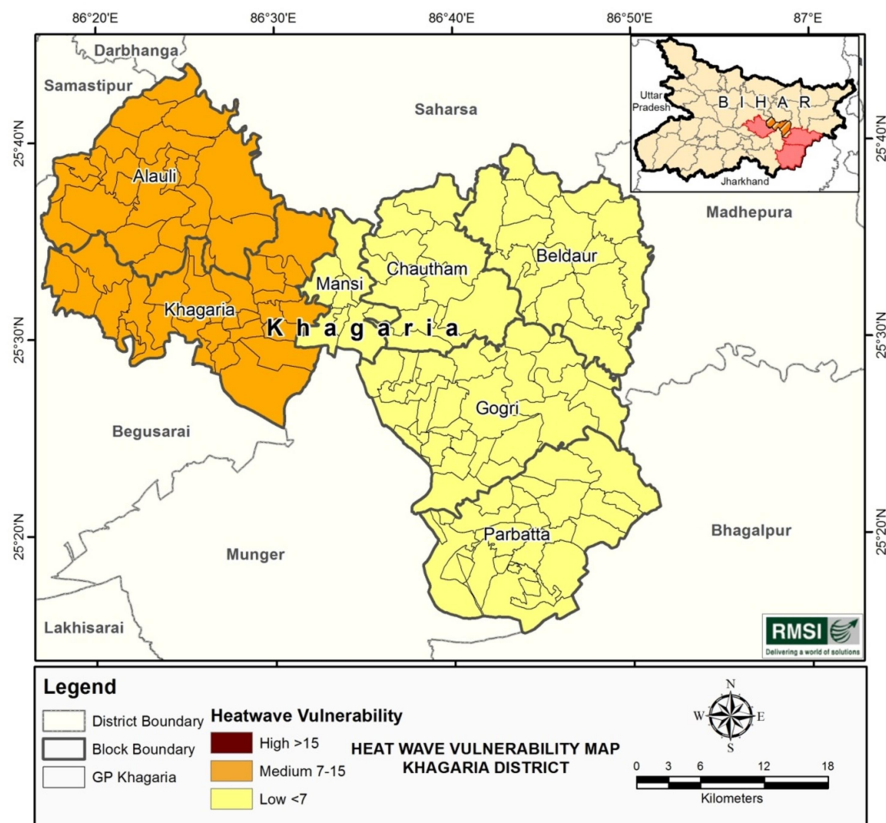 86°20'E 86°30'E 86°40'E 86°50'E 87°E
25°40'N
25°30'N
25°20'N
25°40'N
25°30'N
25°20'N
Darbhanga
Samastipur
Saharsa
Uttar
Pradesh
BIHAR
Jharkhand
Alauli
Madhepura
Beldaur
Chautham
Mansi
Khagaria
Khagaria
Gogri
Begusarai
Parbatta
Bhagalpur
Munger
Lakhisarai
RMSI
Delivering a world of solutions
Legend
District Boundary
Block Boundary
GP Khagaria
Heatwave Vulnerability
High >15
Medium 7-15
Low <7
HEAT WAVE VULNERABILITY MAP
KHAGARIA DISTRICT
N
W E
S
0 3 6 12 18
Kilometers